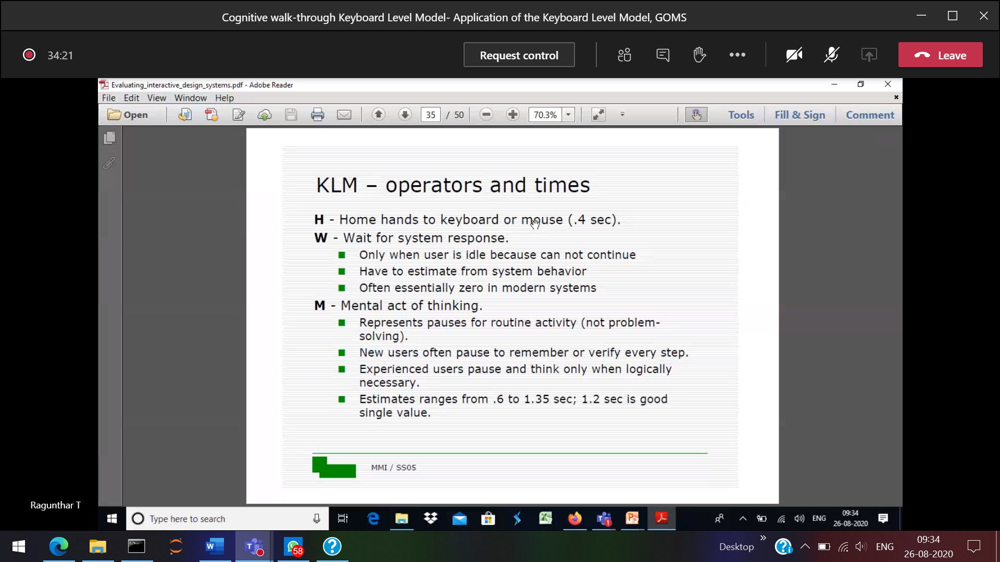 Cognitive walk-through Keyboard Level Model- Application of the Keyboard Level Model, GOMS
34:21
Request control
Leave
Evaluating_interactive_design_systems.pdf - Adobe Reader
File Edit View Window Help
Open
35 / 50
70.3%
Tools
Fill & Sign
Comment
KLM – operators and times
H - Home hands to keyboard or mouse (.4 sec).
W - Wait for system response.
Only when user is idle because can not continue
Have to estimate from system behavior
Often essentially zero in modern systems
M - Mental act of thinking.
Represents pauses for routine activity (not problem-
solving).
New users often pause to remember or verify every step.
Experienced users pause and think only when logically
necessary.
Estimates ranges from .6 to 1.35 sec; 1.2 sec is good
single value.
MMI / SS05
Ragunthar T
Type here to search
1
ENG
09:34
26-08-2020
58
Desktop
ENG
09:34
26-08-2020